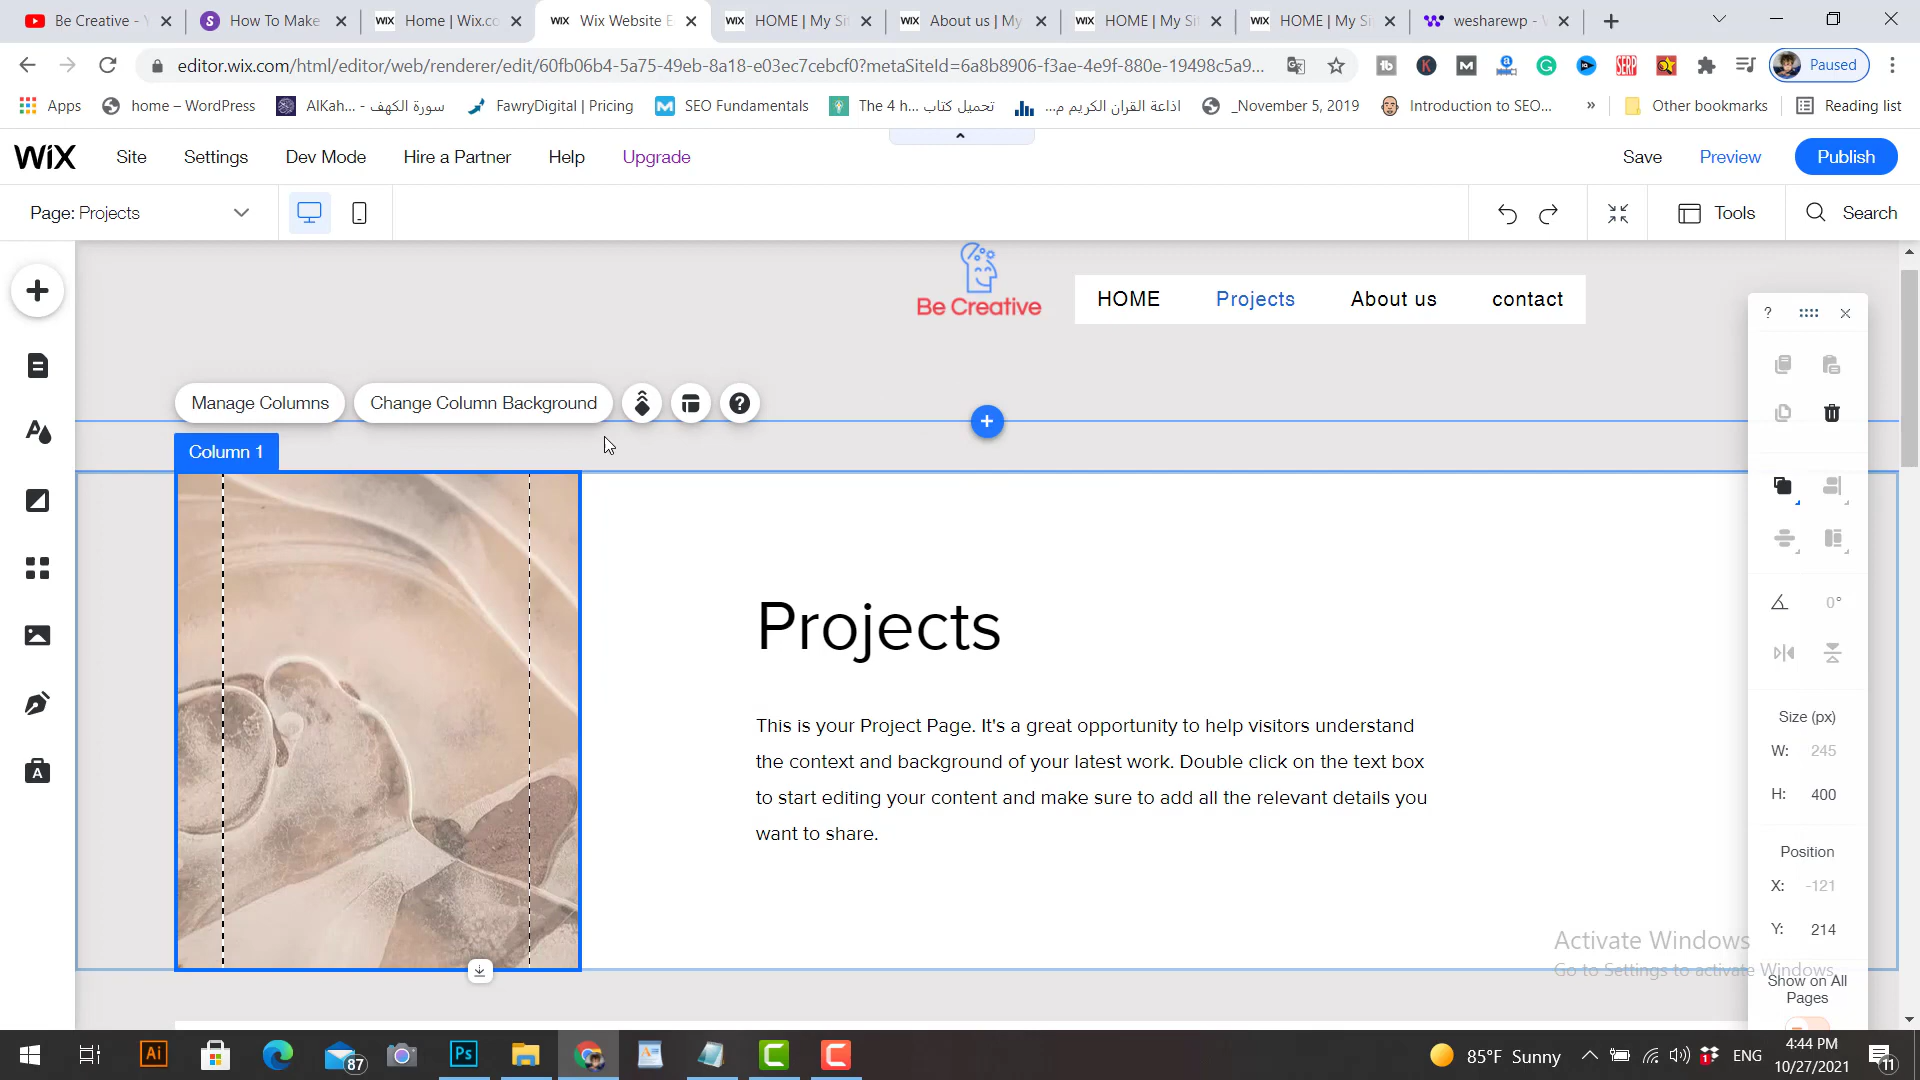 Be Creative - Y
How To Make
Home | Wix.co
Wix Website E
HOME | My Sit
About us | My
HOME | My Sit
HOME | My Sit
wesharewp - V
editor.wix.com/html/editor/web/renderer/edit/60fb06b4-5a75-49eb-8a18-e03ec7cebcf0?metaSiteId=6a8b8906-f3ae-4e9f-880e-19498c5a9...
Paused
Apps
home – WordPress
AlKah... - سورة الكهف
FawryDigital | Pricing
SEO Fundamentals
The 4 h... تحميل كتاب
اذاعة القران الكريم م...
_November 5, 2019
Introduction to SEO...
»
Other bookmarks
Reading list
WiX
Site
Settings
Dev Mode
Hire a Partner
Help
Upgrade
Save
Preview
Publish
Page: Projects
Tools
Search
Be Creative
HOME
Projects
About us
contact
Manage Columns
Change Column Background
Column 1
Projects
This is your Project Page. It's a great opportunity to help visitors understand
the context and background of your latest work. Double click on the text box
to start editing your content and make sure to add all the relevant details you
want to share.
0°
Size (px)
W: 245
H: 400
Position
X: -121
Y: 214
Show on All
Pages
Activate Windows
Go to Settings to activate Windows.
Ai
87
Ps
85°F Sunny
ENG
4:44 PM
10/27/2021
11